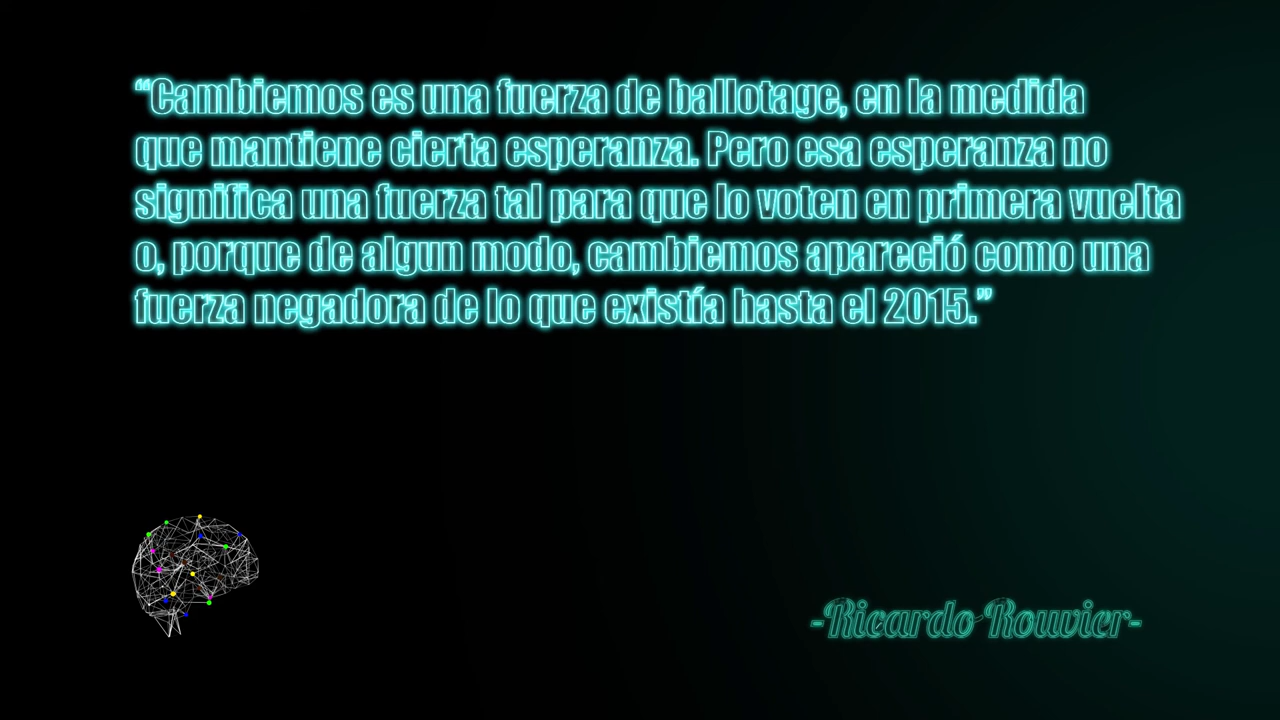 “Cambiemos es una fuerza de ballotage, en la medida
que mantiene cierta esperanza. Pero esa esperanza no
significa una fuerza tal para que lo voten en primera vuelta
o, porque de algun modo, cambiemos apareció como una
fuerza negadora de lo que existía hasta el 2015.”
-Ricardo Rouvier-